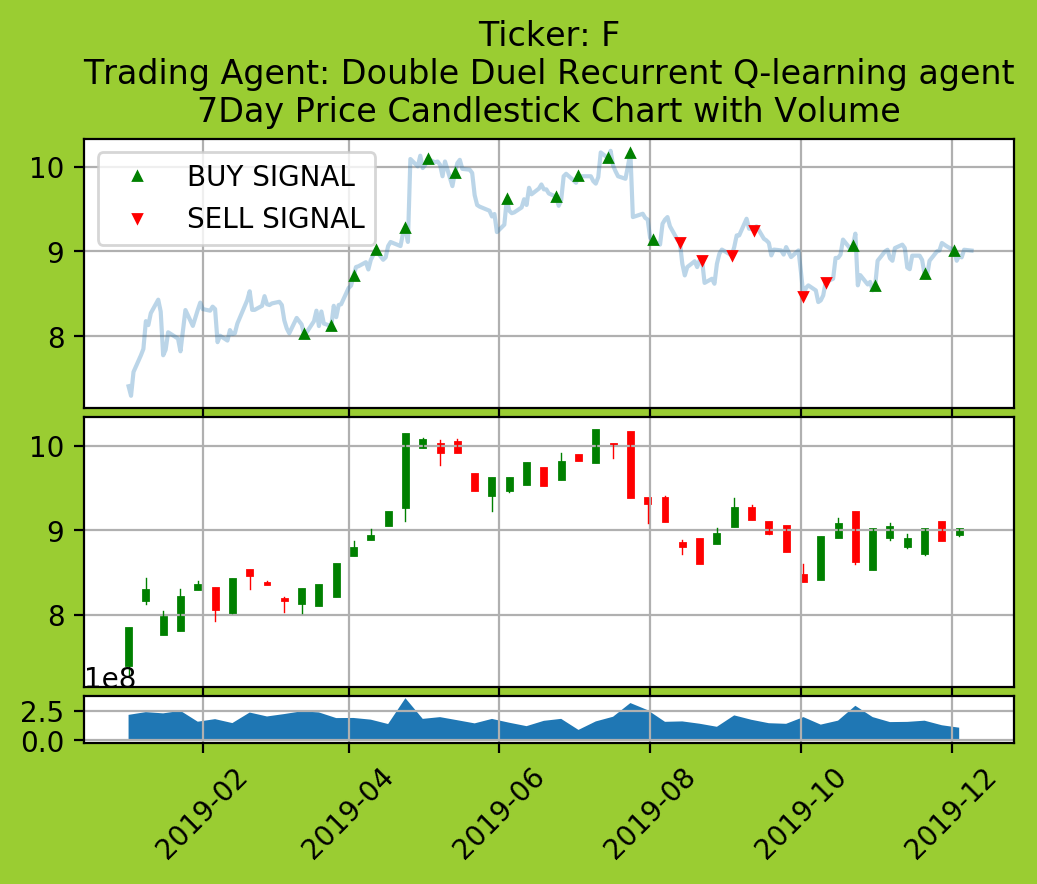 Ticker: F
Trading Agent: Double Duel Recurrent Q-learning agent
7Day Price Candlestick Chart with Volume
BUY SIGNAL
SELL SIGNAL
10
9
8
10
9
8
1e8
2.5
0.0
2019-02
2019-04
2019-06
2019-08
2019-10
2019-12